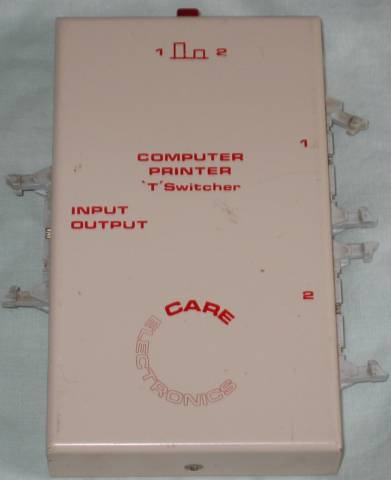 1 2
COMPUTER
PRINTER
'T' Switcher
1
INPUT
OUTPUT
2
CARE
ELECTRONICS